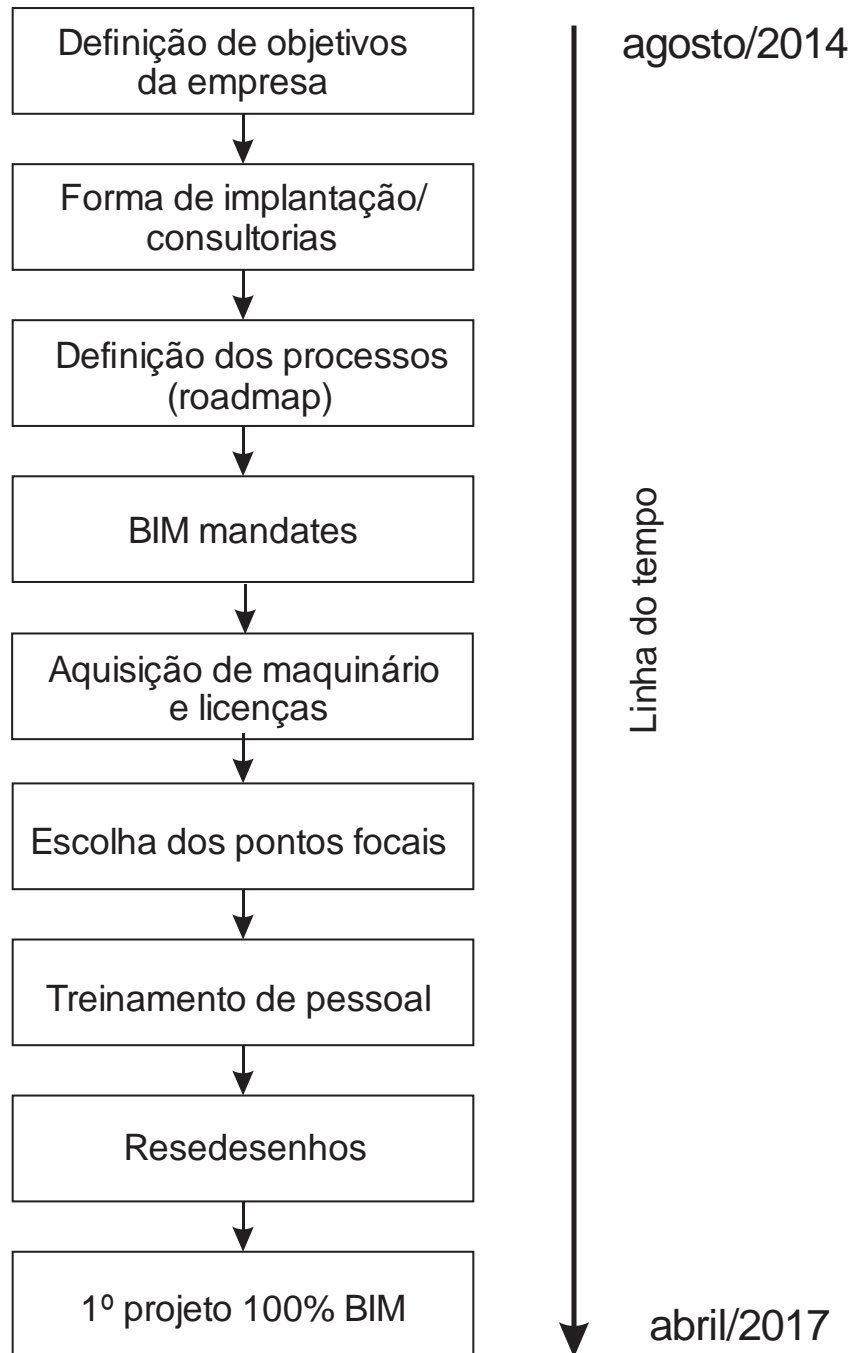 Definição de objetivos
da empresa
agosto/2014
Forma de implantação/
consultorias
Definição dos processos
(roadmap)
BIM mandates
Linha do tempo
Aquisição de maquinário
e licenças
Escolha dos pontos focais
Treinamento de pessoal
Resedesenhos
1º projeto 100% BIM
abril/2017